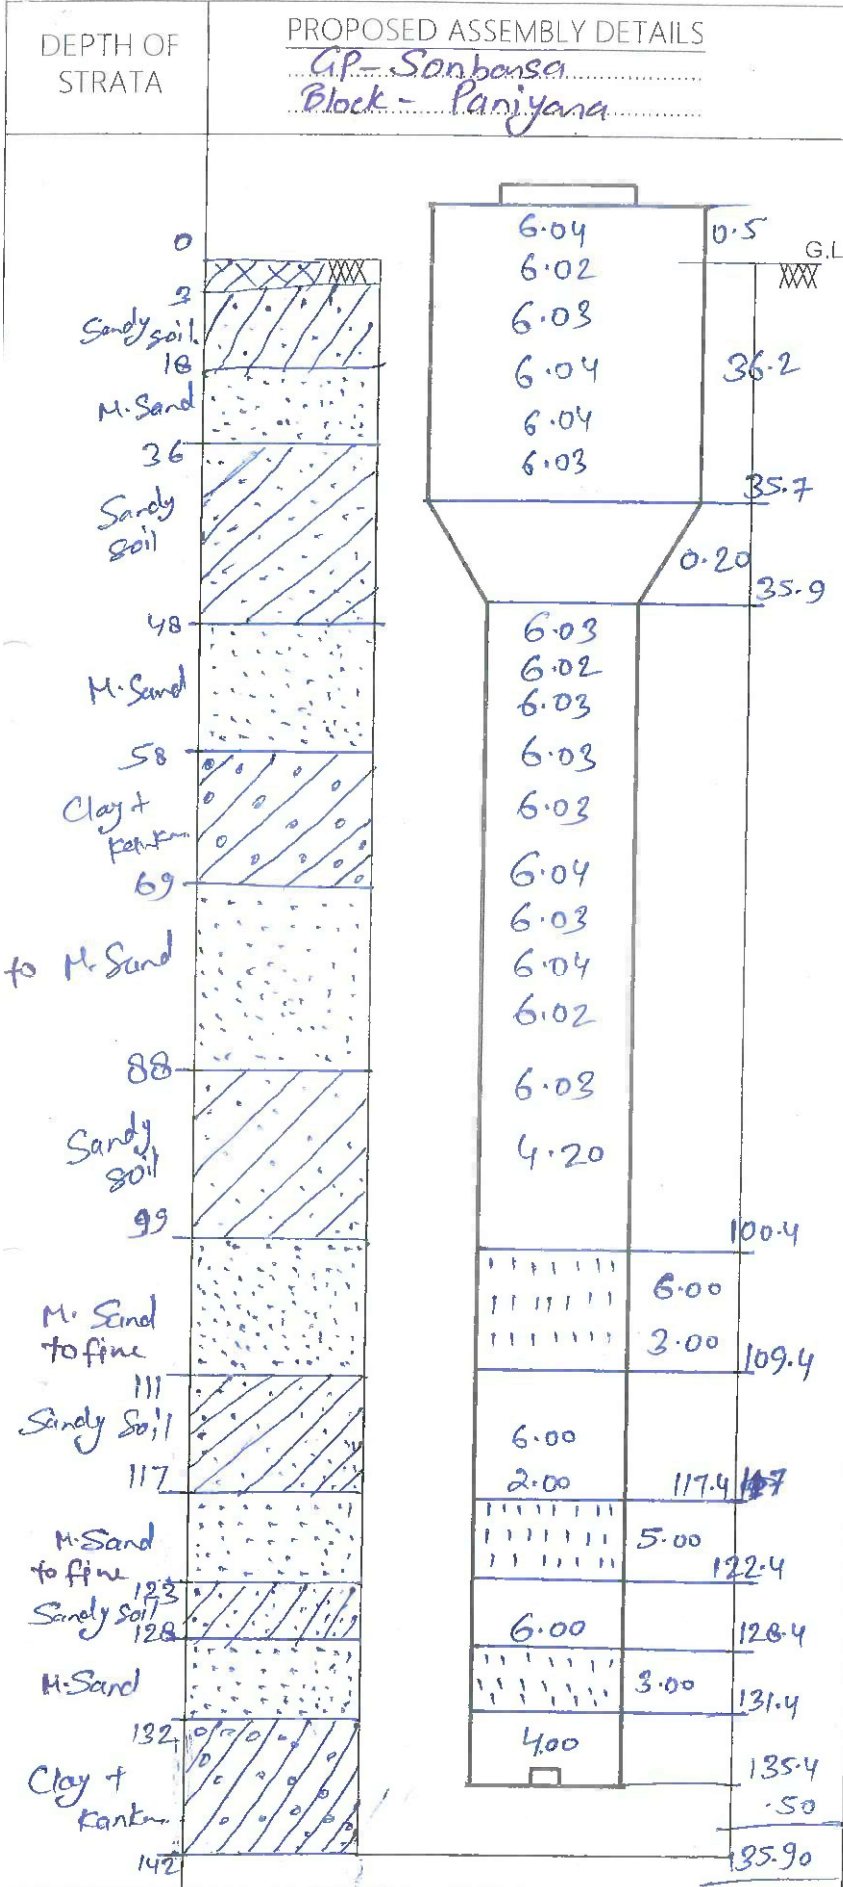 DEPTH OF
STRATA
PROPOSED ASSEMBLY DETAILS
GP- Sonbarsa
Block - Paniyara
0
3
Sandy soil
18
M. Sand
36
Sandy
soil
48
M. Sand
58
Clay +
69
to M. Sand
88
Sandy
soil
99
M. Sand
to fine
111
Sandy Soil
117
M. Sand
to fine
123
Sandy soil
128
M. Sand
132
Clay +
142
6.04
6.02
6.03
6.04
6.04
6.03
0.5
G.L
36.2
35.7
0.20
35.9
6.03
6.02
6.03
6.03
6.03
6.04
6.03
6.04
6.02
6.03
4.20
100.4
6.00
3.00
109.4
6.00
2.00
117.4
5.00
122.4
6.00
128.4
3.00
131.4
4.00
135.4
.50
135.90